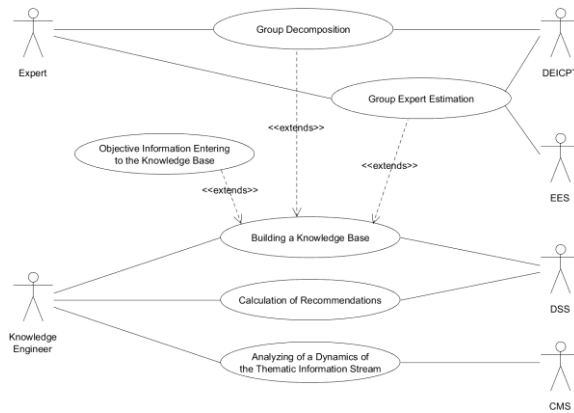 Group Decomposition
Expert
DEICPT
Group Expert Estimation
<<extends>>
Objective Information Entering
to the Knowledge Base
<<extends>>
<<extends>>
EES
Building a Knowledge Base
Calculation of Recommendations
DSS
Knowledge
Engineer
Analyzing of a Dynamics of
the Thematic Information Stream
CMS